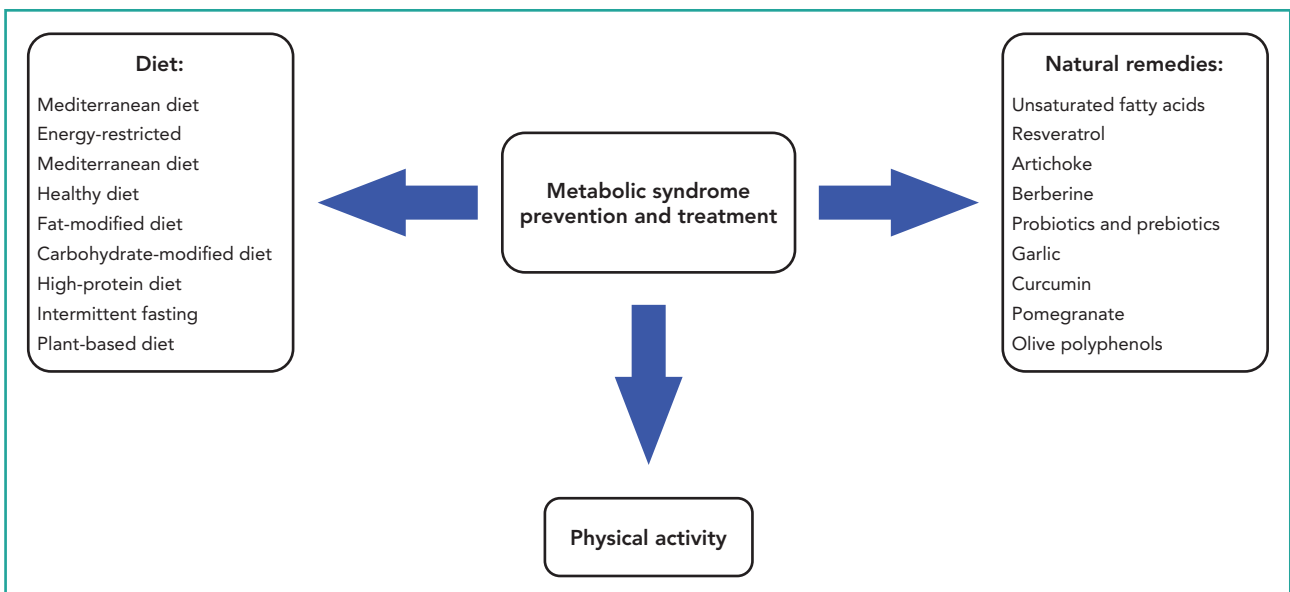 Diet:
Mediterranean diet
Energy-restricted
Mediterranean diet
Healthy diet
Fat-modified diet
Carbohydrate-modified diet
High-protein diet
Intermittent fasting
Plant-based diet
Metabolic syndrome
prevention and treatment
Natural remedies:
Unsaturated fatty acids
Resveratrol
Artichoke
Berberine
Probiotics and prebiotics
Garlic
Curcumin
Pomegranate
Olive polyphenols
Physical activity